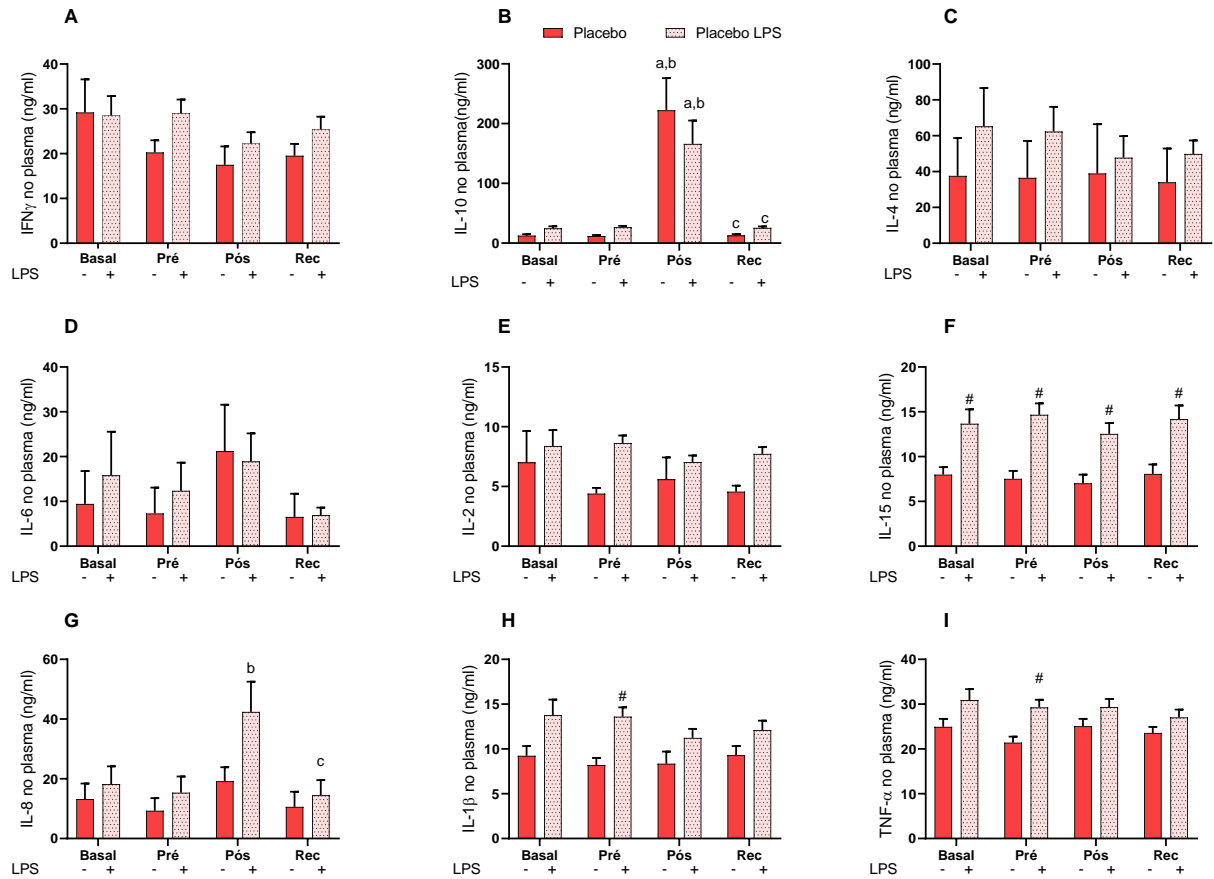 A
B
C
Placebo
Placebo LPS
IFNγ no plasma (ng/ml)
50
40
30
20
10
0
Basal Pré Pós Rec
LPS - + - + - + - +
IL-10 no plasma(ng/ml)
300
200
100
0
a,b
a,b
c c
Basal Pré Pós Rec
LPS - + - + - + - +
IL-4 no plasma (ng/ml)
100
80
60
40
20
0
Basal Pré Pós Rec
LPS - + - + - + - +
D
E
F
IL-6 no plasma (ng/ml)
40
30
20
10
0
Basal Pré Pós Rec
LPS - + - + - + - +
IL-2 no plasma (ng/ml)
15
10
5
0
Basal Pré Pós Rec
LPS - + - + - + - +
IL-15 no plasma (ng/ml)
20
15
10
5
0
# # # #
Basal Pré Pós Rec
LPS - + - + - + - +
G
H
I
IL-8 no plasma (ng/ml)
60
40
20
0
b
c
Basal Pré Pós Rec
LPS - + - + - + - +
IL-1β no plasma (ng/ml)
20
15
10
5
0
#
Basal Pré Pós Rec
LPS - + - + - + - +
TNF-α no plasma (ng/ml)
40
30
20
10
0
#
Basal Pré Pós Rec
LPS - + - + - + - +